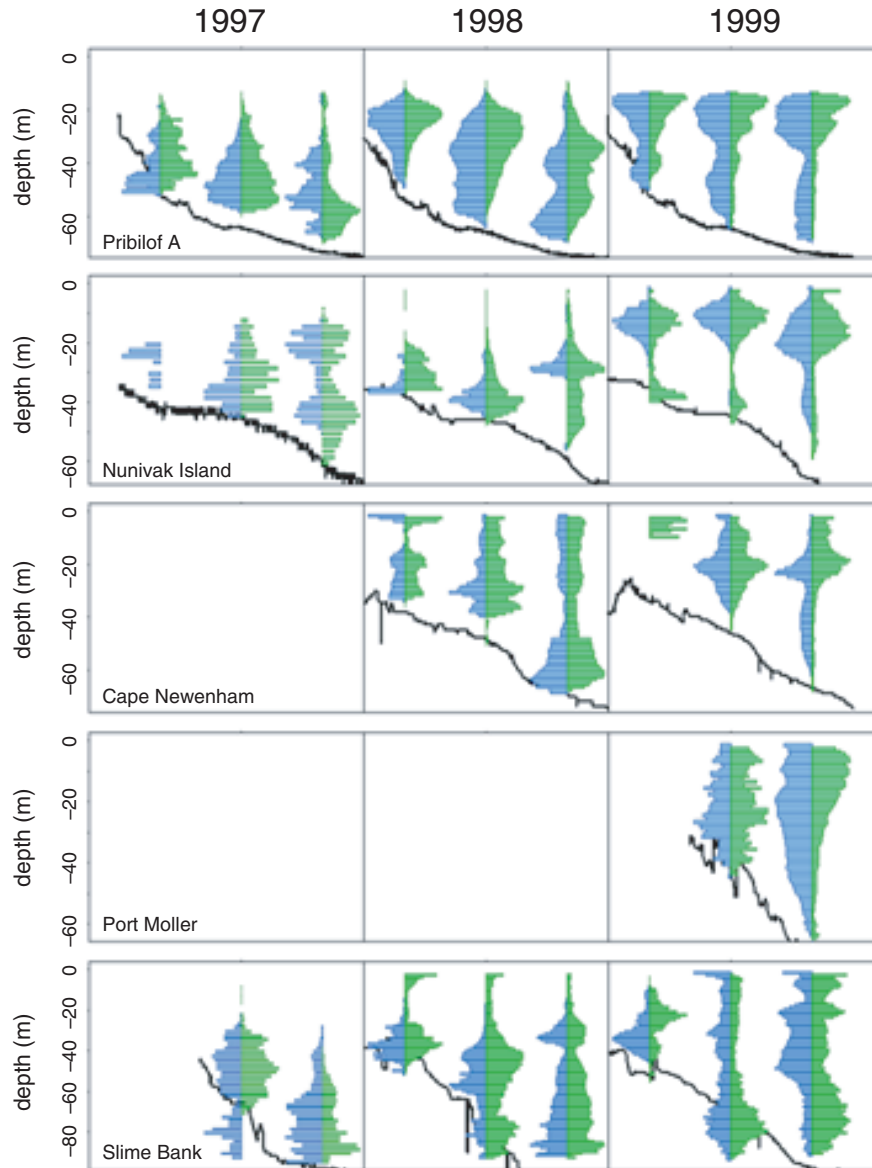 1997 1998 1999
0
−20
−40
−60
depth (m)
Pribilof A
0
−20
−40
−60
depth (m)
Nunivak Island
0
−20
−40
−60
depth (m)
Cape Newenham
0
−20
−40
−60
depth (m)
Port Moller
0
−20
−40
−60
−80
depth (m)
Slime Bank